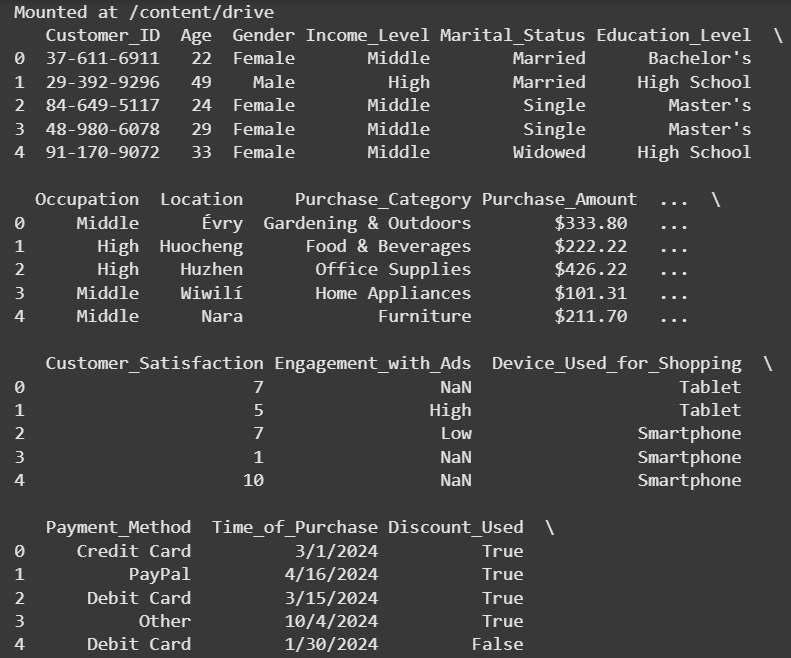 Mounted at /content/drive
Customer_ID Age Gender Income_Level Marital_Status Education_Level \
0 37-611-6911 22 Female Middle Married Bachelor's
1 29-392-9296 49 Male High Married High School
2 84-649-5117 24 Female Middle Single Master's
3 48-980-6078 29 Female Middle Single Master's
4 91-170-9072 33 Female Middle Widowed High School
Occupation Location Purchase_Category Purchase_Amount ... \
0 Middle Évry Gardening & Outdoors $333.80 ...
1 High Huocheng Food & Beverages $222.22 ...
2 High Huzhen Office Supplies $426.22 ...
3 Middle Wiwilí Home Appliances $101.31 ...
4 Middle Nara Furniture $211.70 ...
Customer_Satisfaction Engagement_with_Ads Device_Used_for_Shopping \
0 7 NaN Tablet
1 5 High Tablet
2 7 Low Smartphone
3 1 NaN Smartphone
4 10 NaN Smartphone
Payment_Method Time_of_Purchase Discount_Used \
0 Credit Card 3/1/2024 True
1 PayPal 4/16/2024 True
2 Debit Card 3/15/2024 True
3 Other 10/4/2024 True
4 Debit Card 1/30/2024 False